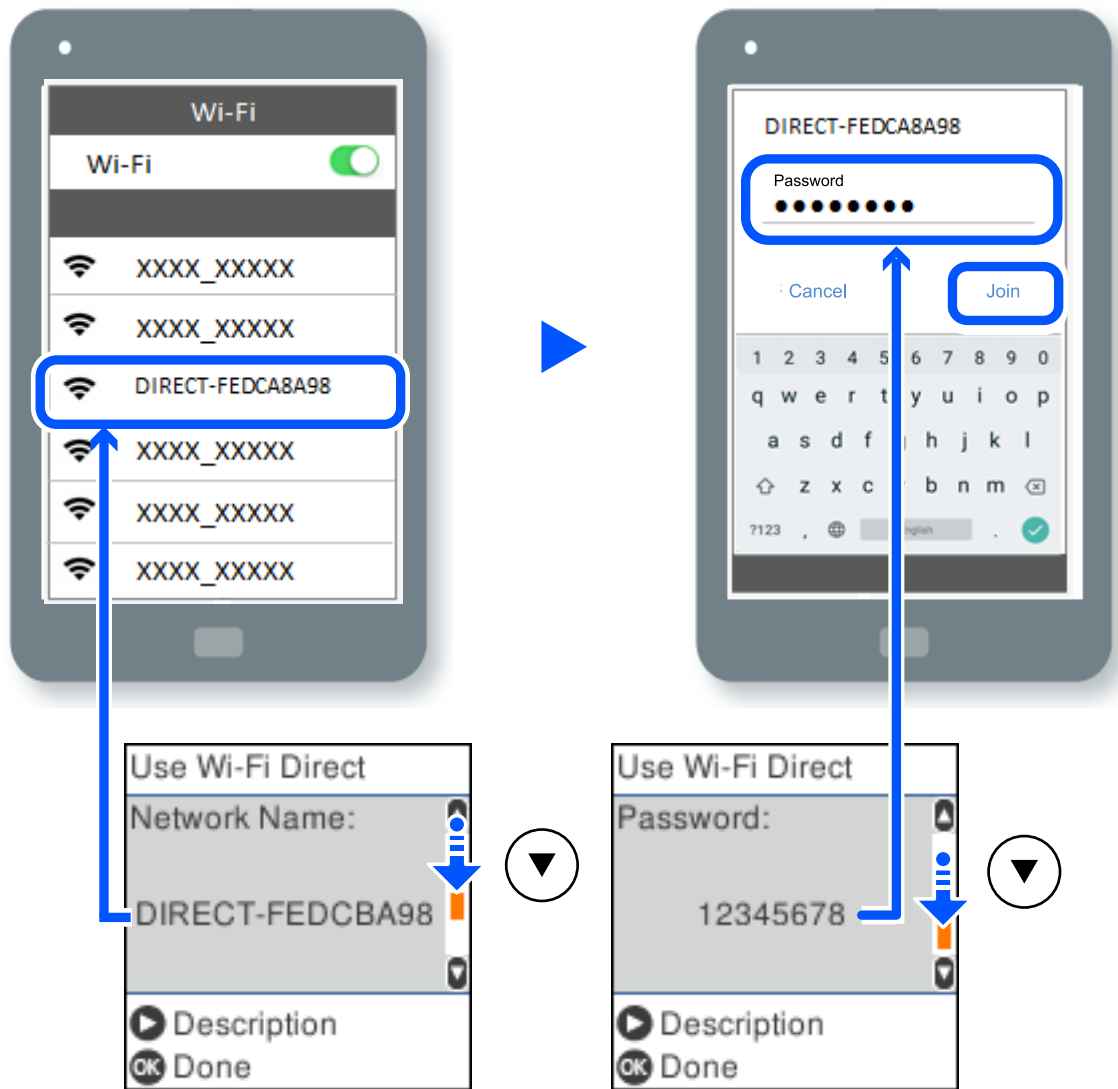 Wi-Fi
Wi-Fi
XXXX_XXXXX
XXXX_XXXXX
DIRECT-FEDCA8A98
XXXX_XXXXX
XXXX_XXXXX
XXXX_XXXXX
DIRECT-FEDCA8A98
Password
Cancel
Join
1 2 3 4 5 6 7 8 9 0
q w e r t y u i o p
a s d f h j k l
z x c b n m
?123 , .
Use Wi-Fi Direct
Network Name:
DIRECT-FEDCBA98
Description
OK Done
Use Wi-Fi Direct
Password:
12345678
Description
OK Done